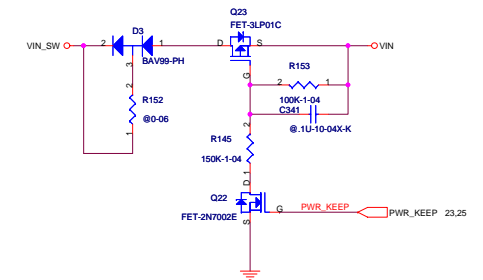 Q23
FET-3LP01C
D3
VIN_SW
2
1
D
S
VIN
BAV99-PH
3
G
R153
2
1
2
R152
@0-06
1
100K-1-04
C341
@.1U-10-04X-K
2
R145
150K-1-04
1
D
Q22
G
PWR_KEEP
PWR_KEEP 23,25
FET-2N7002E
S